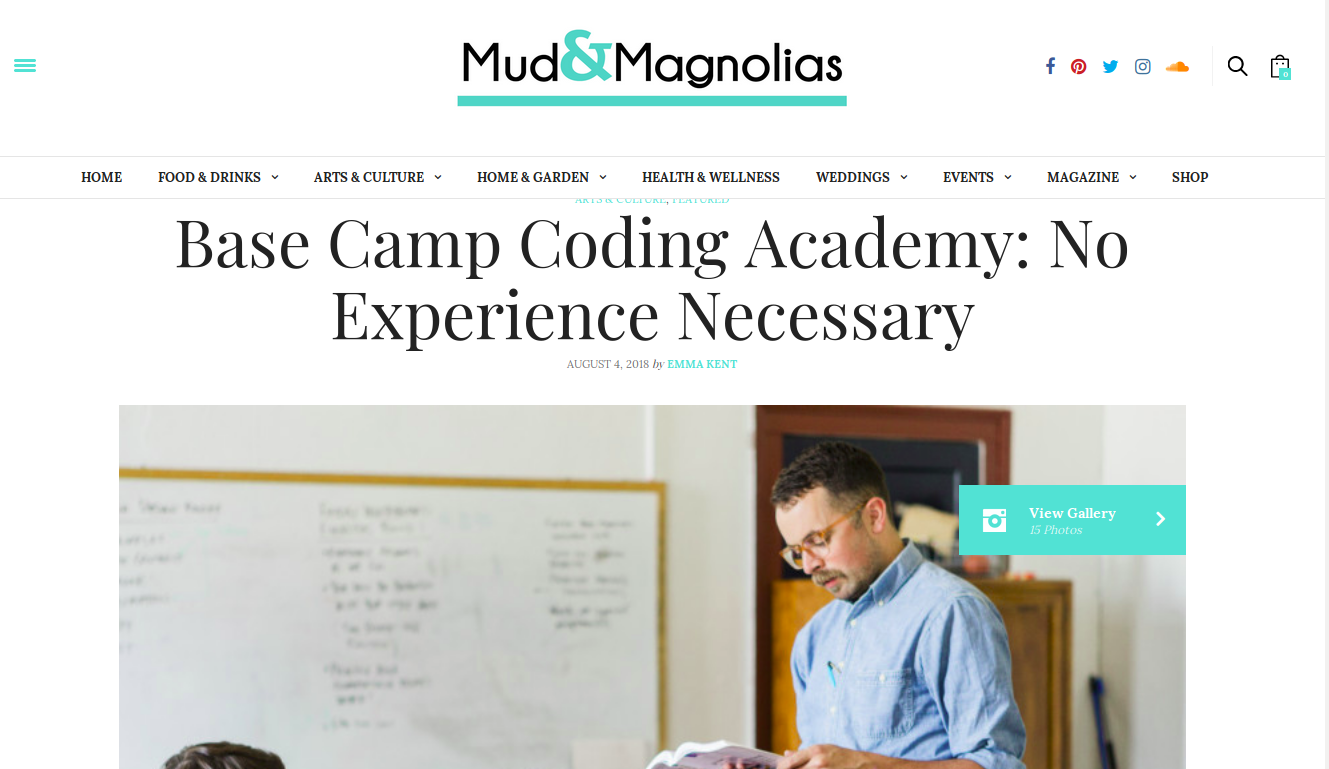 Mud&Magnolias
0
HOME FOOD & DRINKS ARTS & CULTURE HOME & GARDEN HEALTH & WELLNESS WEDDINGS EVENTS MAGAZINE SHOP
ARTS & CULTURE, FEATURED
Base Camp Coding Academy: No
Experience Necessary
AUGUST 4, 2018 by EMMA KENT
View Gallery
15 Photos